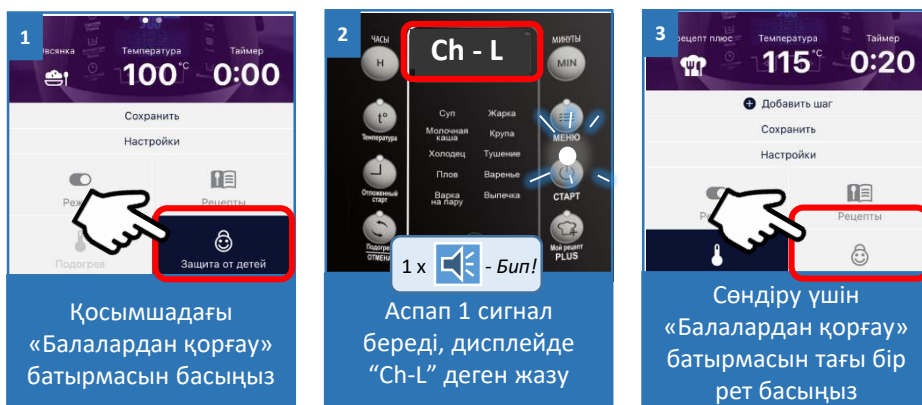 1
Овсянка
Температура
Таймер
100°C
0:00
Сохранить
Настройки
Рецепты
Подогрев
Защита от детей
Қосымшадағы
«Балалардан қорғау»
батырмасын басыңыз
2
ЧАСЫ
Ch - L
МИНУТЫ
H
MIN
t°
Суп
Жарка
Температура
Молочная каша
Крупа
МЕНЮ
Холодец
Тушение
Плов
Варенье
Отложенный старт
Варка на пару
Выпечка
СТАРТ
Подогрев
ОТМЕНА
Мой рецепт
PLUS
1 x - Бип!
Аспап 1 сигнал
береді, дисплейде
“Ch-L” деген жазу
3
рецепт плюс
Температура
Таймер
115°C
0:20
Добавить шаг
Сохранить
Настройки
Рецепты
Сөндіру үшін
«Балалардан қорғау»
батырмасын тағы бір
рет басыңыз